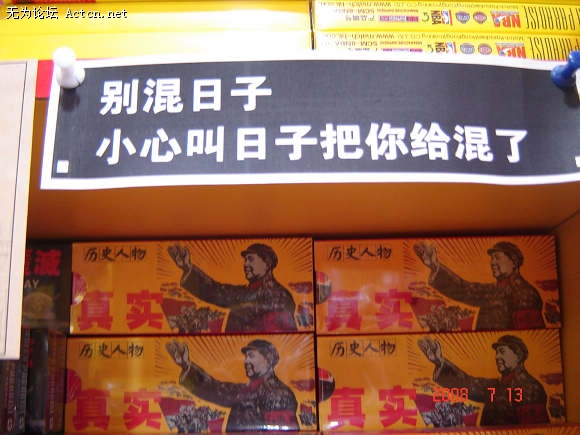 无为论坛 Actcn.net
别混日子
小心叫日子把你给混了
历史人物
真实
历史人物
真实
历史人物
真实
历史人物
真实
2008 7 13